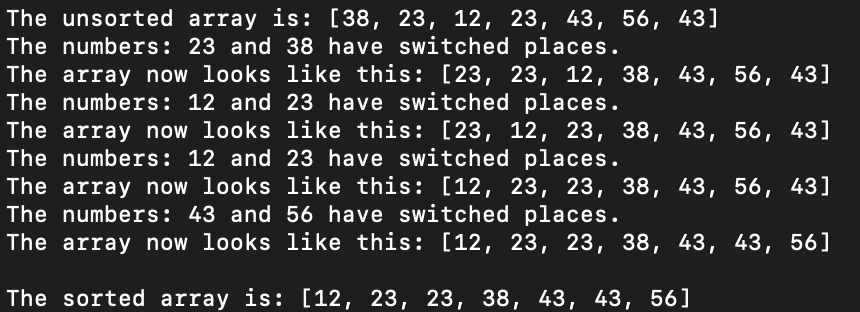 The unsorted array is: [38, 23, 12, 23, 43, 56, 43]
The numbers: 23 and 38 have switched places.
The array now looks like this: [23, 23, 12, 38, 43, 56, 43]
The numbers: 12 and 23 have switched places.
The array now looks like this: [23, 12, 23, 38, 43, 56, 43]
The numbers: 12 and 23 have switched places.
The array now looks like this: [12, 23, 23, 38, 43, 56, 43]
The numbers: 43 and 56 have switched places.
The array now looks like this: [12, 23, 23, 38, 43, 43, 56]
The sorted array is: [12, 23, 23, 38, 43, 43, 56]